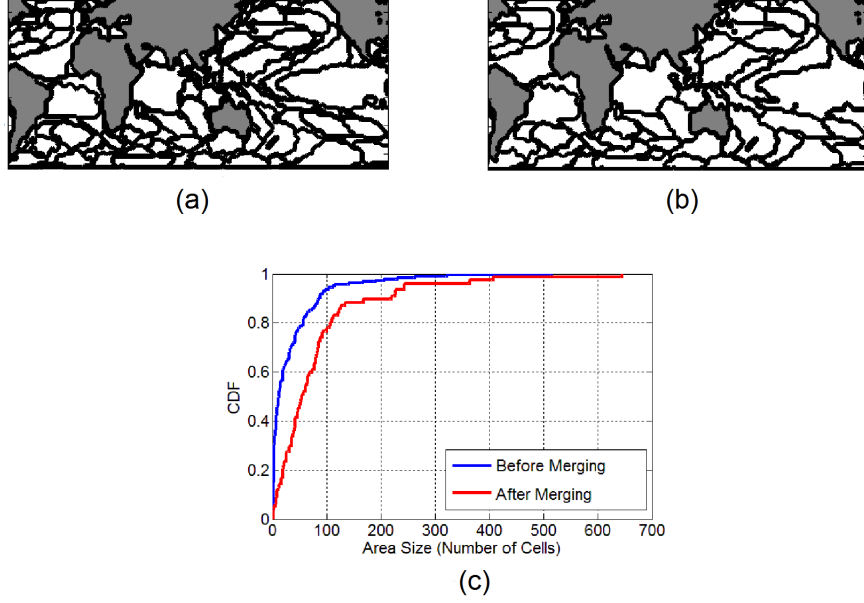 (a)
(b)
1
0.8
0.6
0.4
0.2
0
CDF
Before Merging
After Merging
0 100 200 300 400 500 600 700
Area Size (Number of Cells)
(c)